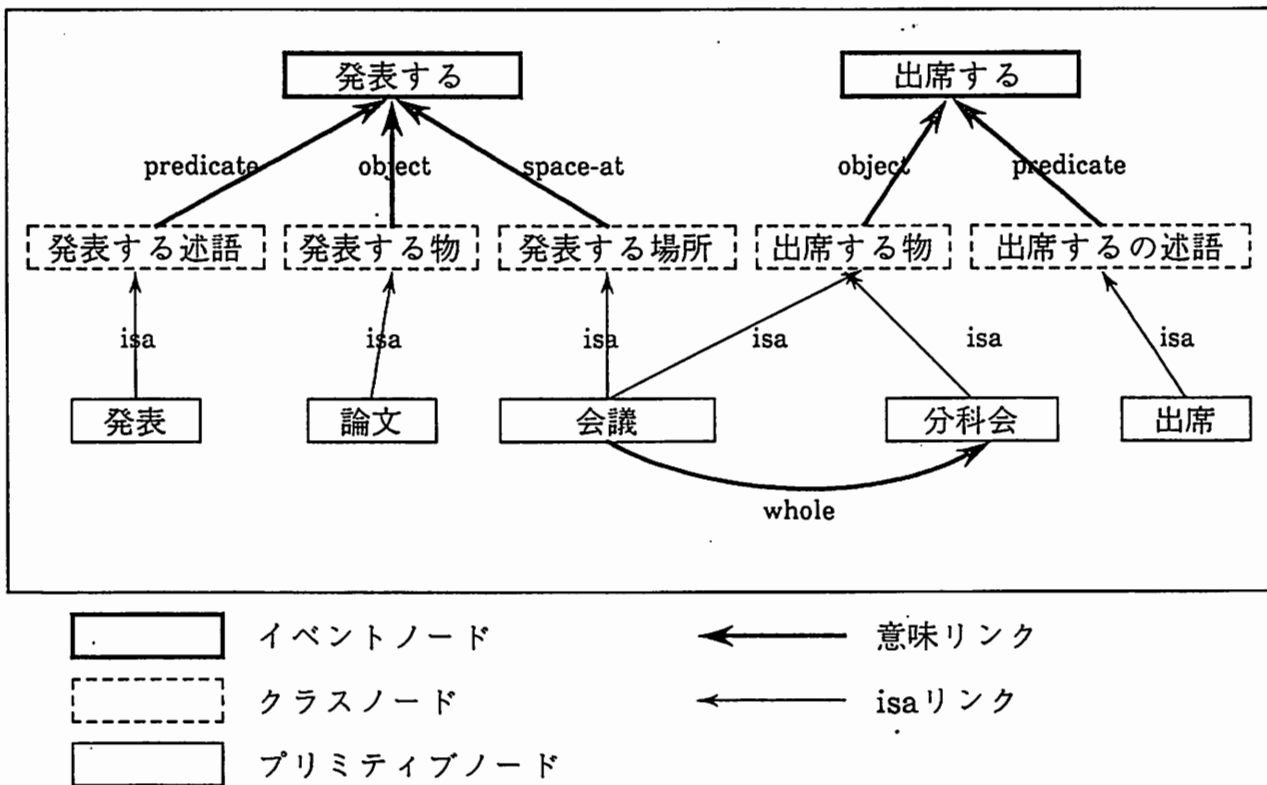 発表する 出席する
predicate object space-at object predicate
発表する述語 発表する物 発表する場所 出席する物 出席するの述語
isa isa isa isa isa isa
発表 論文 会議 分科会 出席
whole
イベントノード 意味リンク
クラスノード isaリンク
プリミティブノード